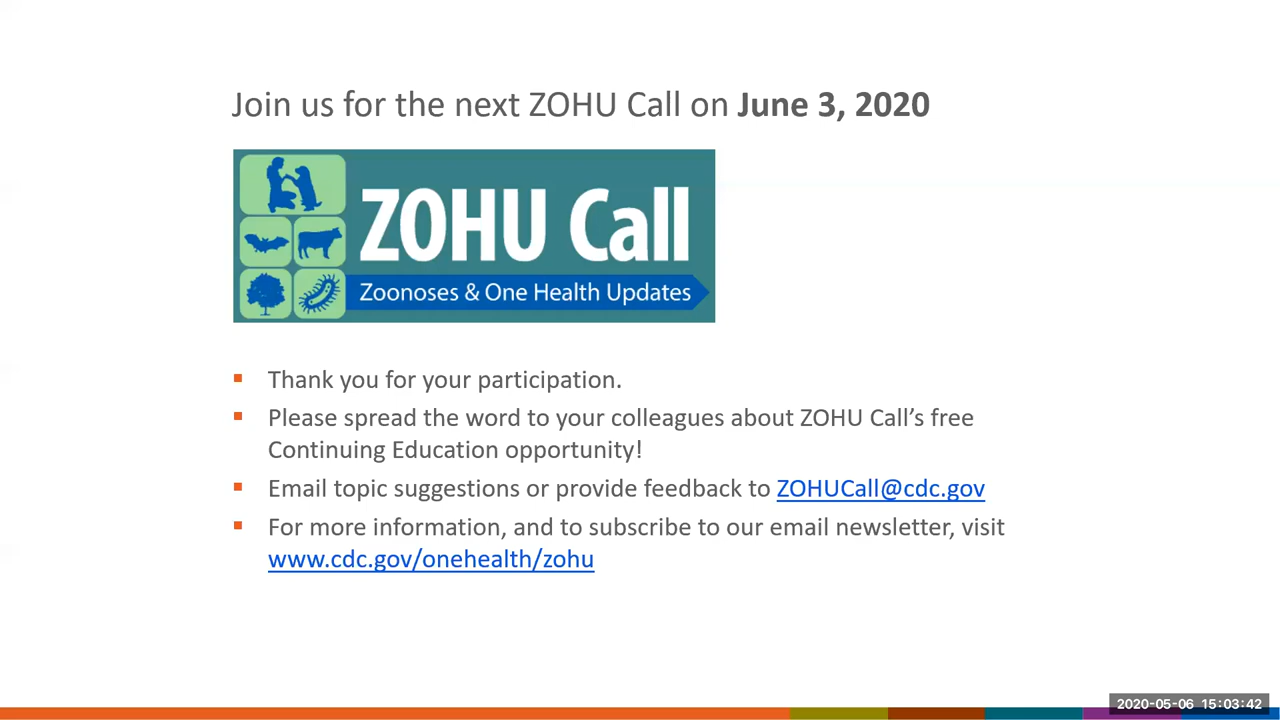 Join us for the next ZOHU Call on June 3, 2020
ZOHU Call
Zoonoses & One Health Updates
▪ Thank you for your participation.
▪ Please spread the word to your colleagues about ZOHU Call’s free
Continuing Education opportunity!
▪ Email topic suggestions or provide feedback to ZOHUCall@cdc.gov
▪ For more information, and to subscribe to our email newsletter, visit
www.cdc.gov/onehealth/zohu
2020-05-06 15:03:42